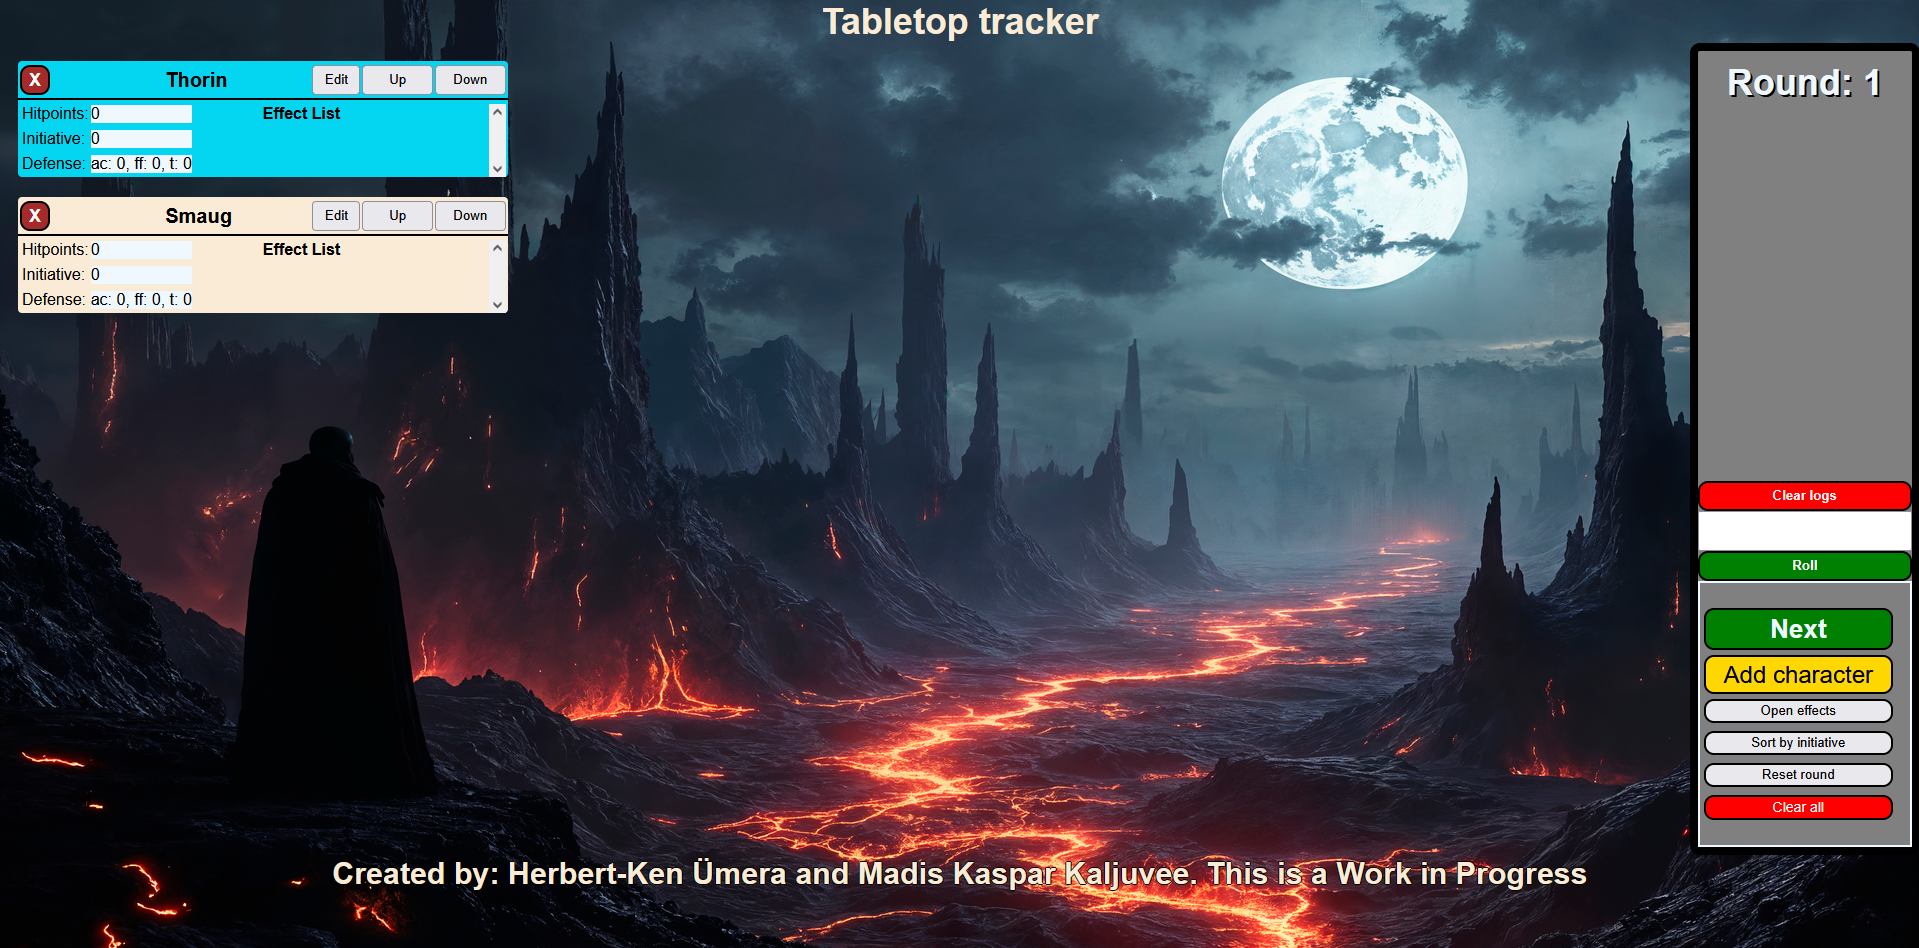 Tabletop tracker
X Thorin Edit Up Down
Hitpoints: 0 Effect List
Initiative: 0
Defense: ac: 0, ff: 0, t: 0
X Smaug Edit Up Down
Hitpoints: 0 Effect List
Initiative: 0
Defense: ac: 0, ff: 0, t: 0
Round: 1
Clear logs
Roll
Next
Add character
Open effects
Sort by initiative
Reset round
Clear all
Created by: Herbert-Ken Ümera and Madis Kaspar Kaljuvee. This is a Work in Progress